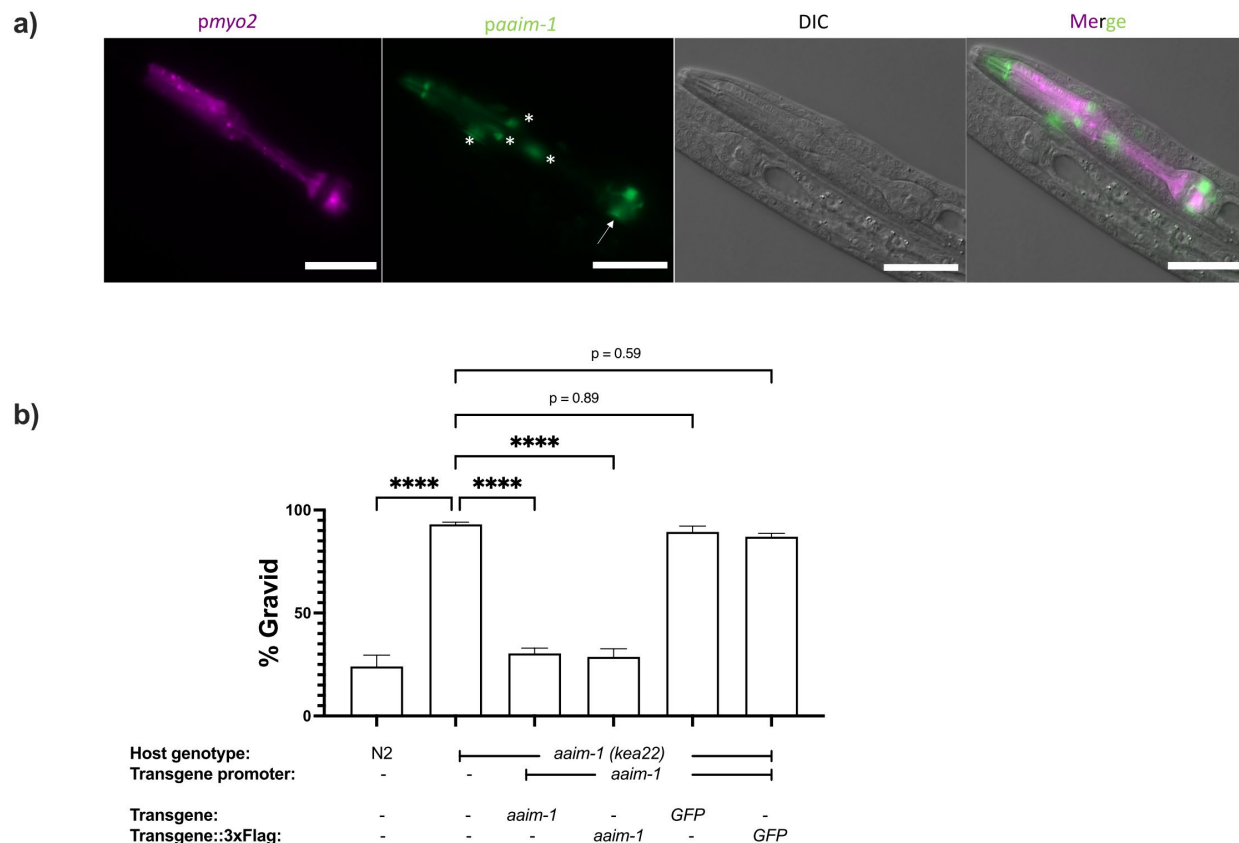 a)
pmyo2 paaim-1 DIC Merge
* * * *
b)
p = 0.59
p = 0.89
****
**** ****
% Gravid
100
50
0
Host genotype: N2 aaim-1 (kea22)
Transgene promoter: - - aaim-1
Transgene: - - aaim-1 - GFP -
Transgene::3xFlag: - - - aaim-1 - GFP